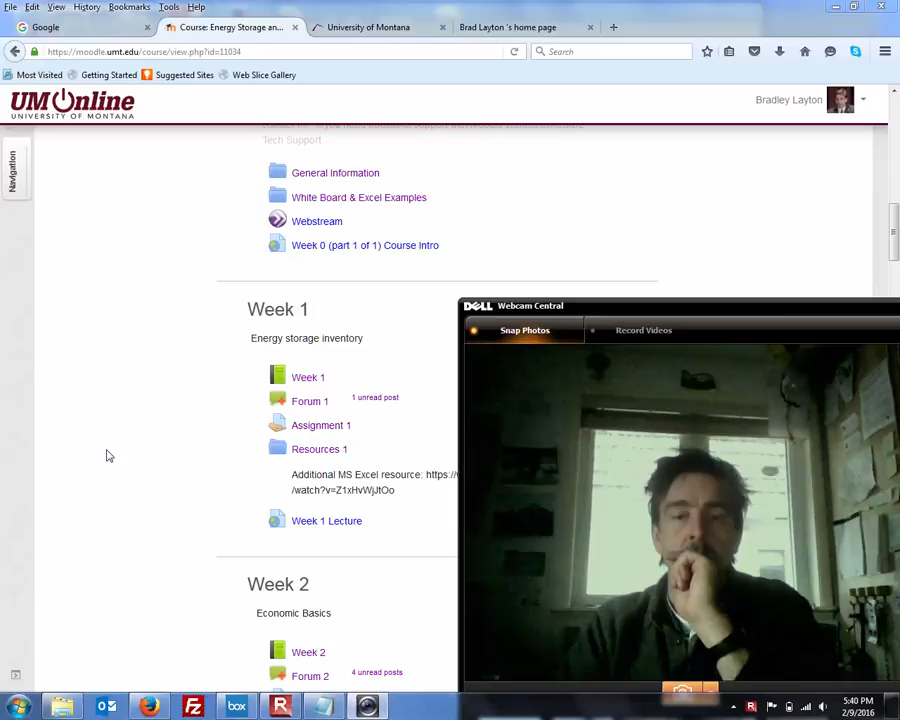 File Edit View History Bookmarks Tools Help
Google Course: Energy Storage an... University of Montana Brad Layton 's home page
https://moodle.umt.edu/course/view.php?id=11034 Search
Most Visited Getting Started Suggested Sites Web Slice Gallery
UMOnline Bradley Layton
UNIVERSITY OF MONTANA
Tech Support
Navigation
General Information
White Board & Excel Examples
Webstream
Week 0 (part 1 of 1) Course Intro
Week 1
Energy storage inventory
Week 1
Forum 1 1 unread post
Assignment 1
Resources 1
Additional MS Excel resource: https://
/watch?v=Z1xHvWjJtOo
Week 1 Lecture
Week 2
Economic Basics
Week 2
Forum 2 4 unread posts
DELL Webcam Central
Snap Photos Record Videos
box
5:40 PM
2/9/2016